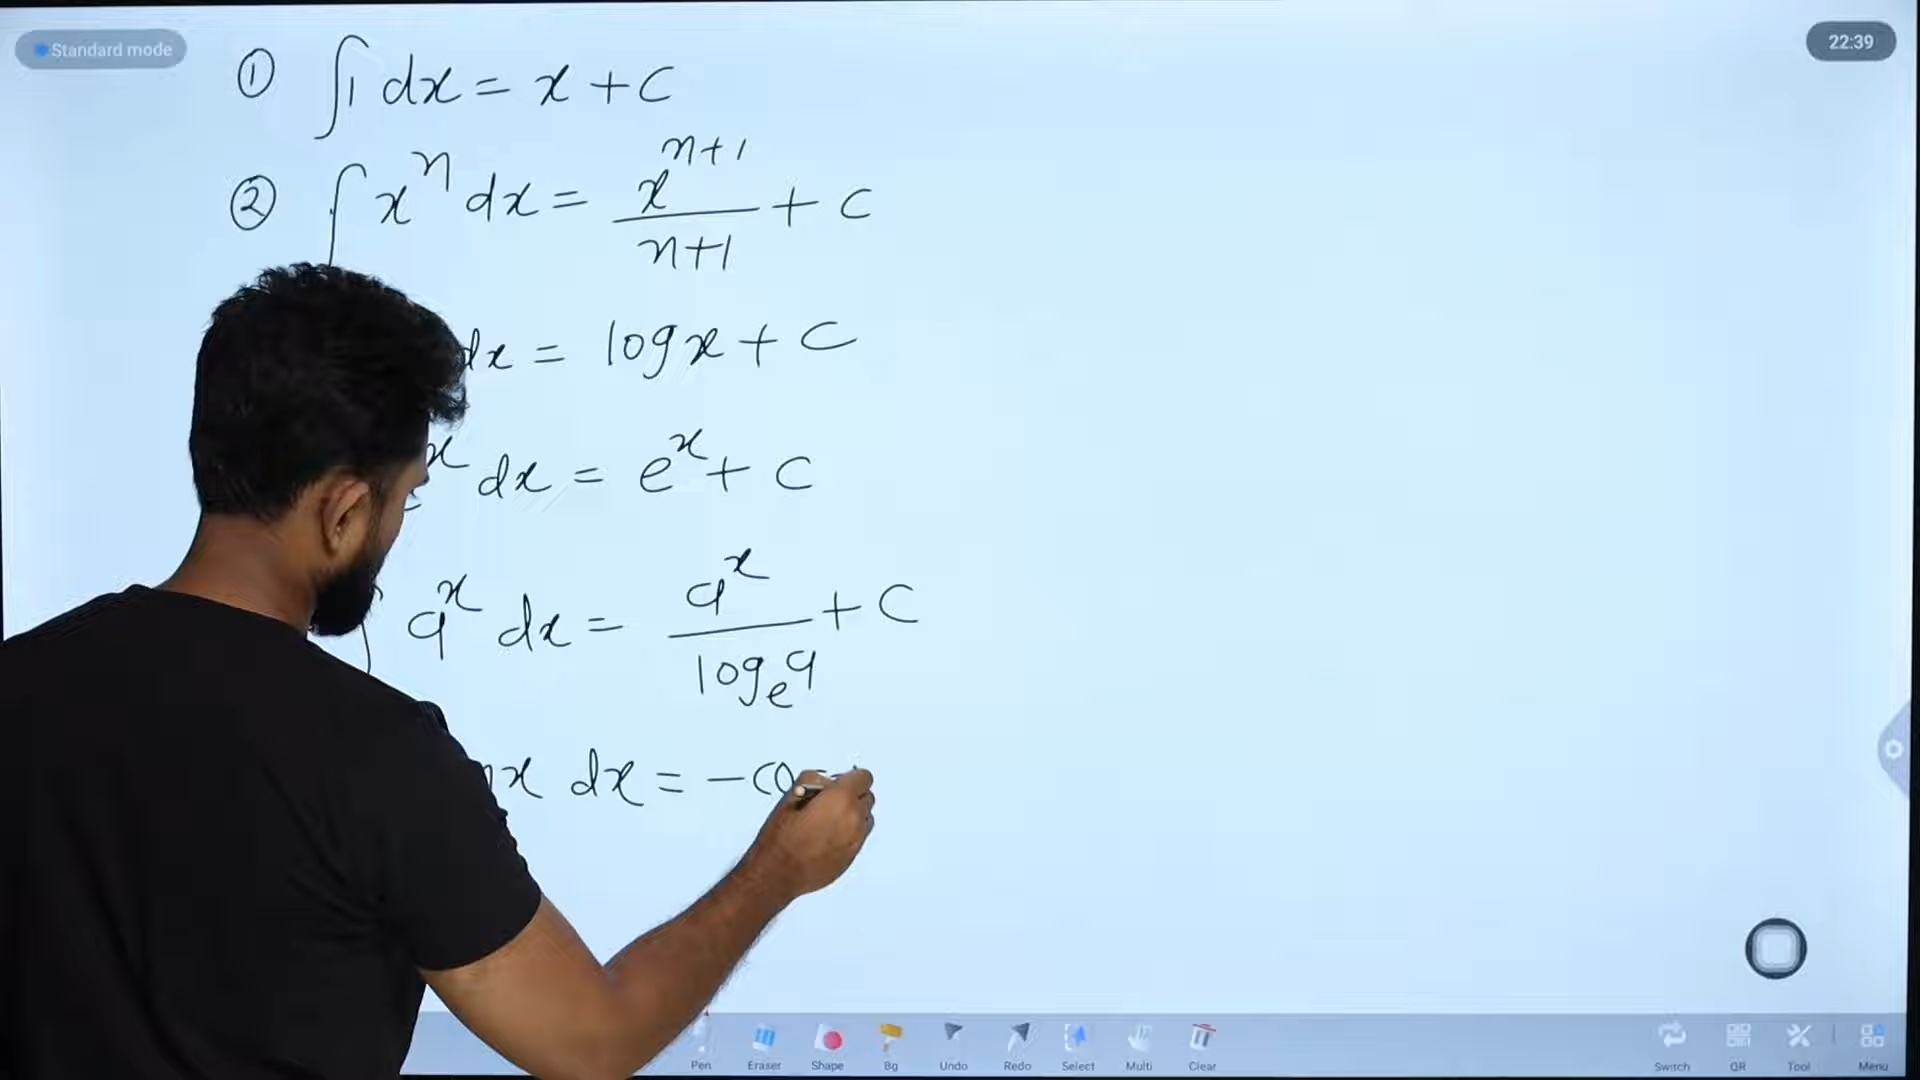 Standard mode
22:39
① ∫1 dx = x + c
② ∫ xⁿ dx = xⁿ⁺¹/n+1 + c
dx = log x + c
x dx = eˣ + c
∫ aˣ dx = aˣ/logₑa + c
x dx = -co
Pen Eraser Shape Bg Undo Redo Select Multi Clear Switch QR Tool Menu